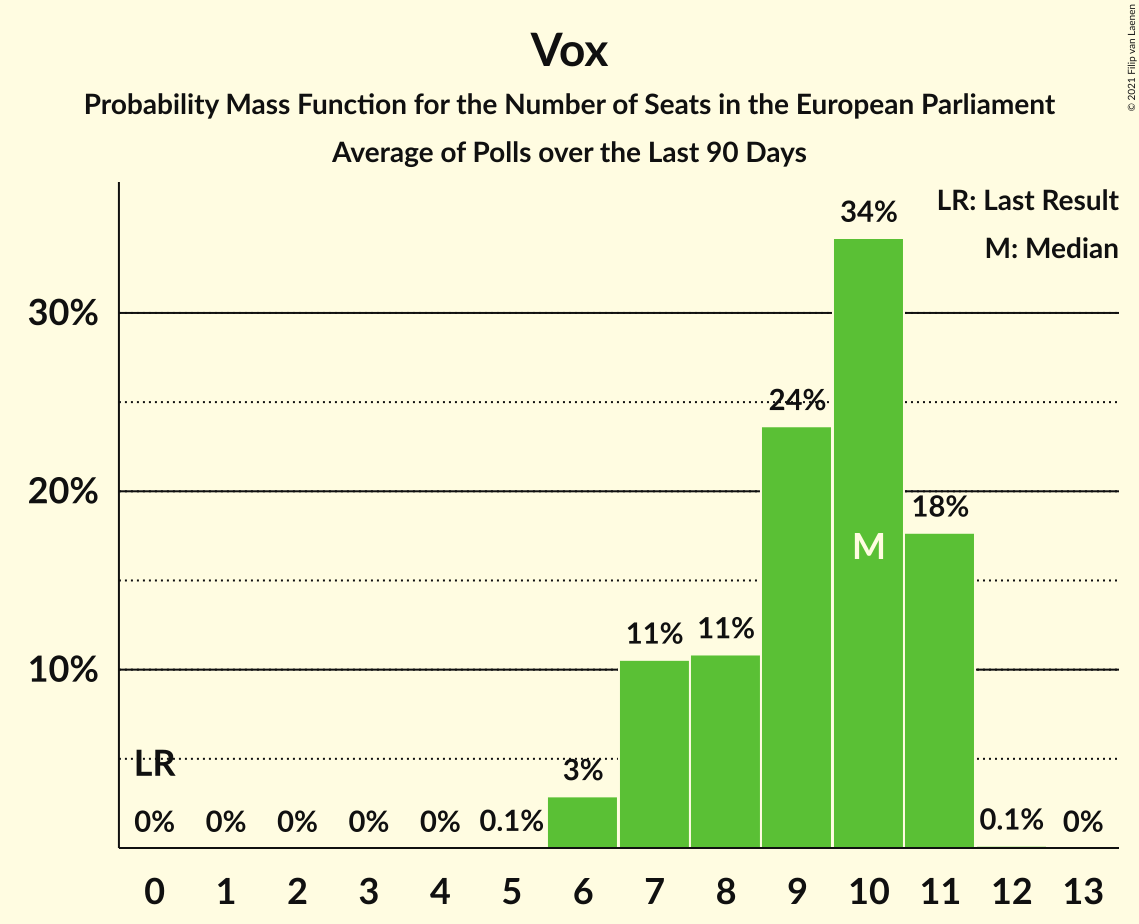 Vox
Probability Mass Function for the Number of Seats in the European Parliament
Average of Polls over the Last 90 Days
© 2021 Filip van Laenen
LR: Last Result
M: Median
34%
30%
24%
20%
18%
M
11%
11%
10%
LR
3%
0%
0%
0%
0%
0%
0.1%
0.1%
0%
0 1 2 3 4 5 6 7 8 9 10 11 12 13